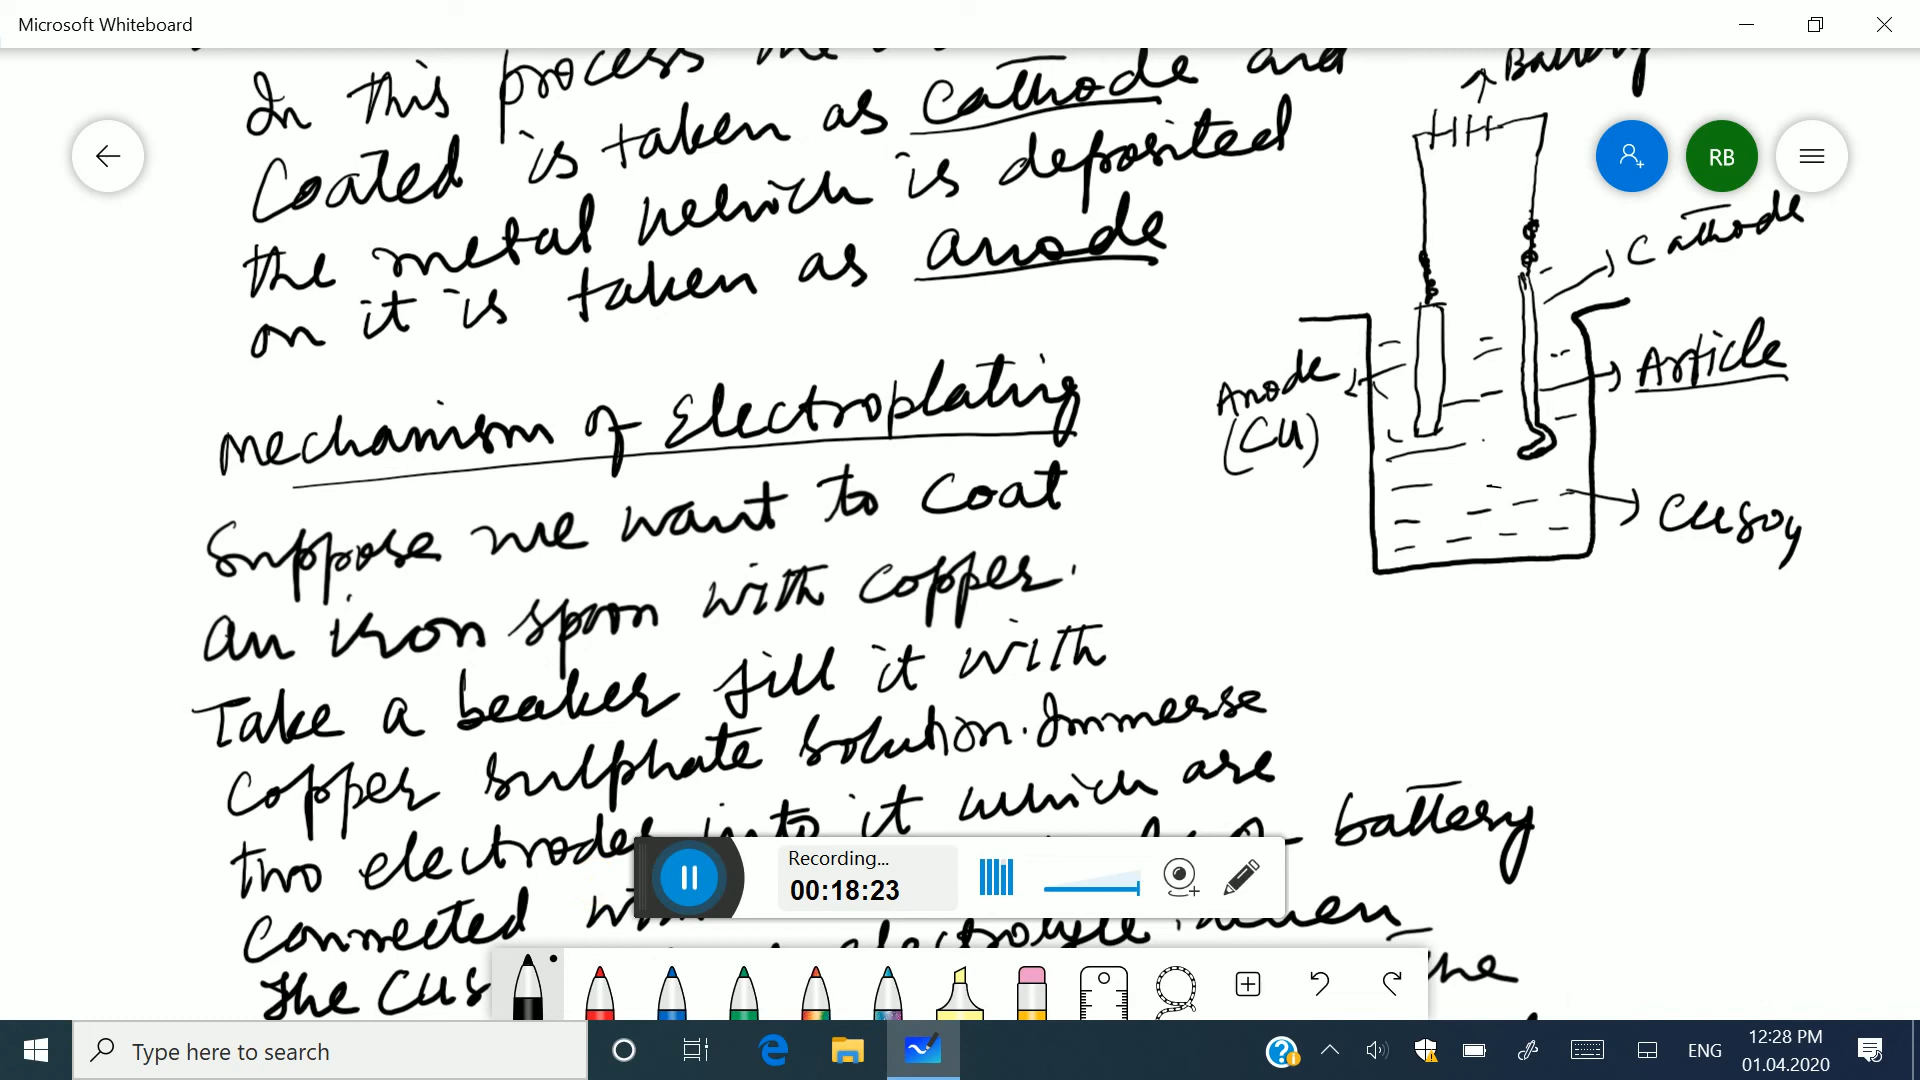 Microsoft Whiteboard
In this process
Coated is taken as cathode and
the metal which is deposited
on it is taken as anode
Mechanism of Electroplating
Suppose we want to coat
an iron spoon with copper.
Take a beaker fill it with
copper sulphate solution. Immerse
two electrodes into it which are
connected battery
The CuS electrolyte. When the
Battery
RB
Cathode
Anode
(Cu)
Article
CuSO4
Recording...
00:18:23
Type here to search
ENG
12:28 PM
01.04.2020